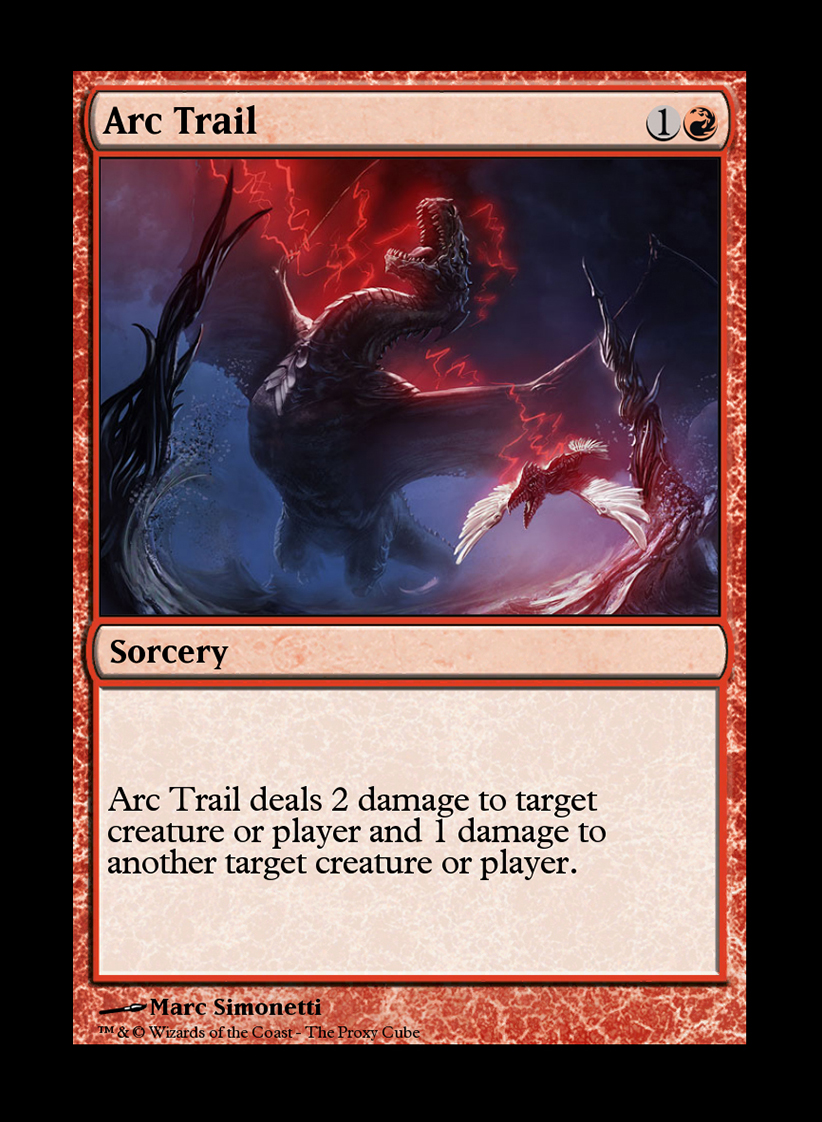 Arc Trail 1
Sorcery
Arc Trail deals 2 damage to target
creature or player and 1 damage to
another target creature or player.
Marc Simonetti
™ & © Wizards of the Coast - The Proxy Cube